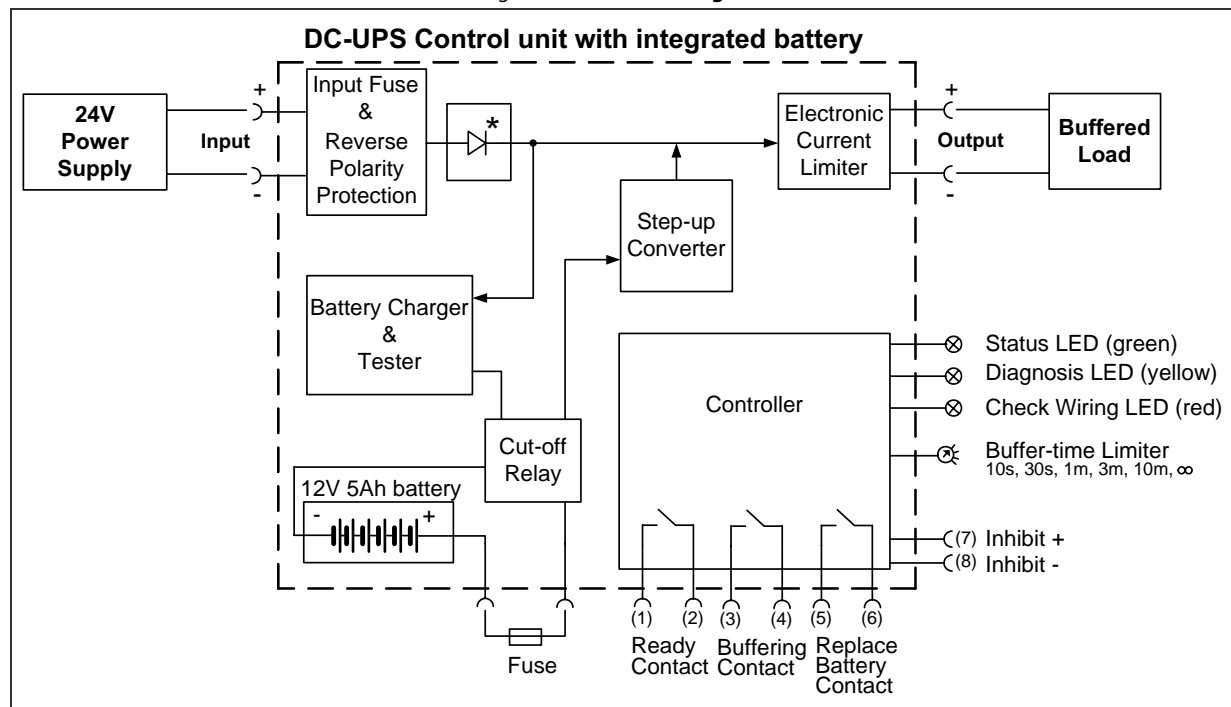 DC-UPS Control unit with integrated battery
24V
Power
Supply
+
Input
-
Input Fuse
&
Reverse
Polarity
Protection
*
Electronic
Current
Limiter
+
Output
-
Buffered
Load
Step-up
Converter
Battery Charger
&
Tester
Controller
Status LED (green)
Diagnosis LED (yellow)
Check Wiring LED (red)
Buffer-time Limiter
10s, 30s, 1m, 3m, 10m, ∞
Cut-off
Relay
12V 5Ah battery
- +
(7) Inhibit +
(8) Inhibit -
(1) (2) (3) (4) (5) (6)
Ready
Contact
Buffering
Contact
Replace
Battery
Contact
Fuse